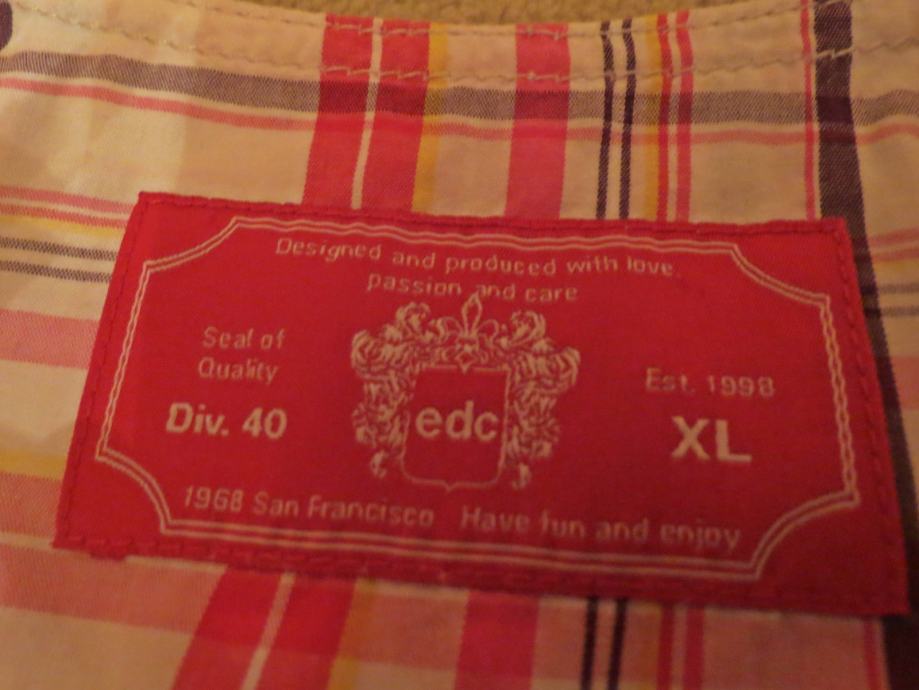 Designed and produced with love,
passion and care
Seal of
Quality
Div. 40
edc
Est. 1998
XL
1968 San Francisco Have fun and enjoy